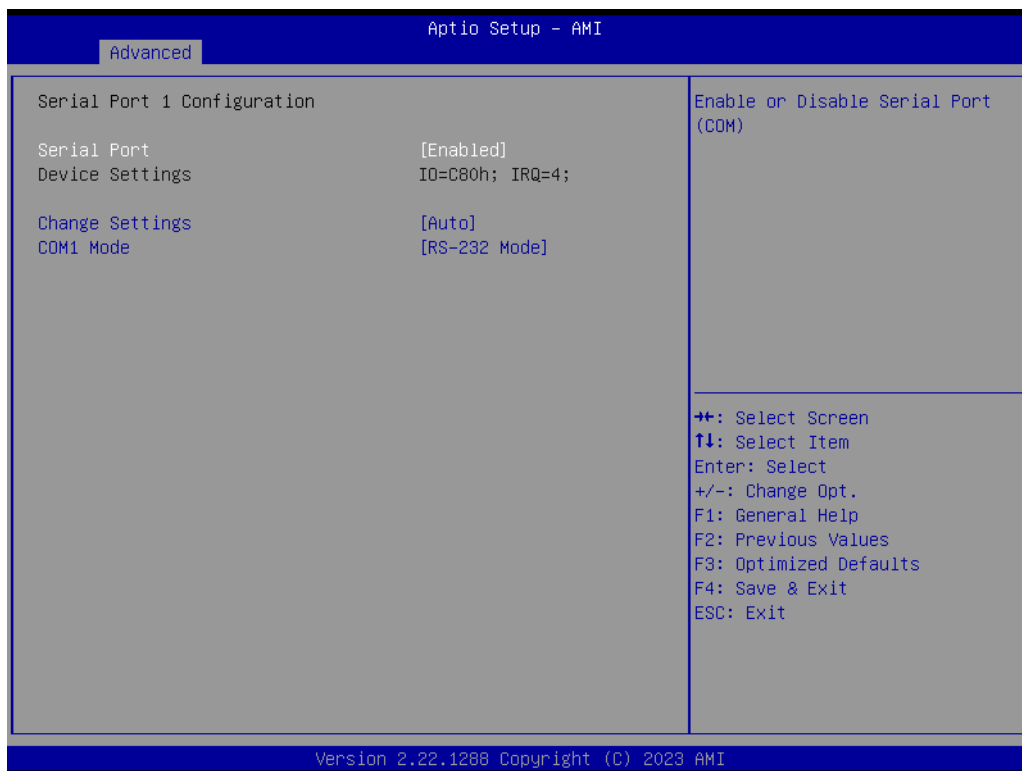 Aptio Setup – AMI
Advanced
Serial Port 1 Configuration
Serial Port [Enabled]
Device Settings IO=C80h; IRQ=4;
Change Settings [Auto]
COM1 Mode [RS-232 Mode]
Enable or Disable Serial Port
(COM)
→←: Select Screen
↑↓: Select Item
Enter: Select
+/-: Change Opt.
F1: General Help
F2: Previous Values
F3: Optimized Defaults
F4: Save & Exit
ESC: Exit
Version 2.22.1288 Copyright (C) 2023 AMI